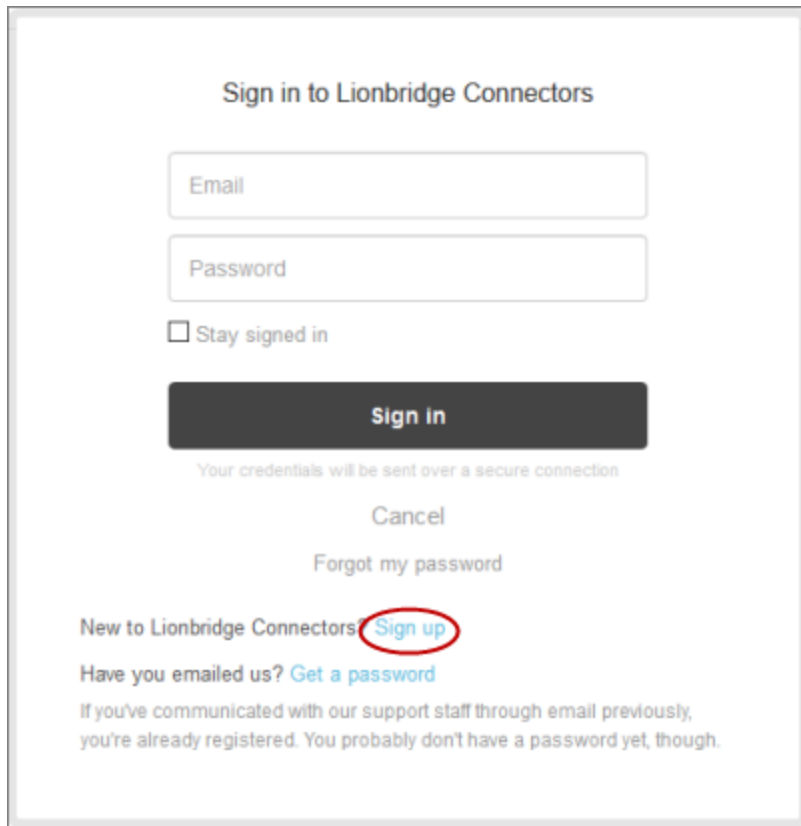 Sign in to Lionbridge Connectors
Email
Password
Stay signed in
Sign in
Your credentials will be sent over a secure connection
Cancel
Forgot my password
New to Lionbridge Connectors? Sign up
Have you emailed us? Get a password
If you've communicated with our support staff through email previously,
you're already registered. You probably don't have a password yet, though.